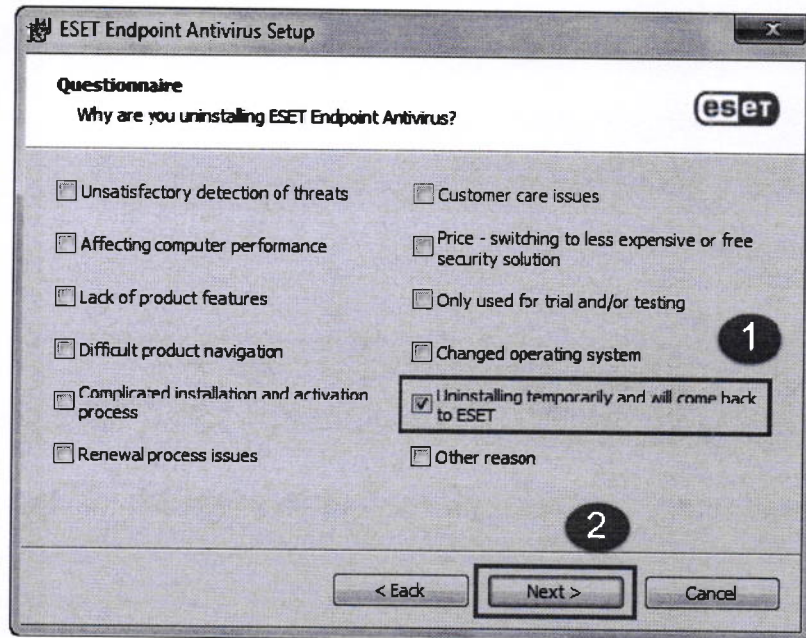 ESET Endpoint Antivirus Setup
x
Questionnaire
Why are you uninstalling ESET Endpoint Antivirus?
eseT
Unsatisfactory detection of threats
Affecting computer performance
Lack of product features
Difficult product navigation
Complicated installation and activation
process
Renewal process issues
Customer care issues
Price - switching to less expensive or free
security solution
Only used for trial and/or testing
1
Changed operating system
Uninstalling temporarily and will come back
to ESET
Other reason
2
< Back
Next >
Cancel